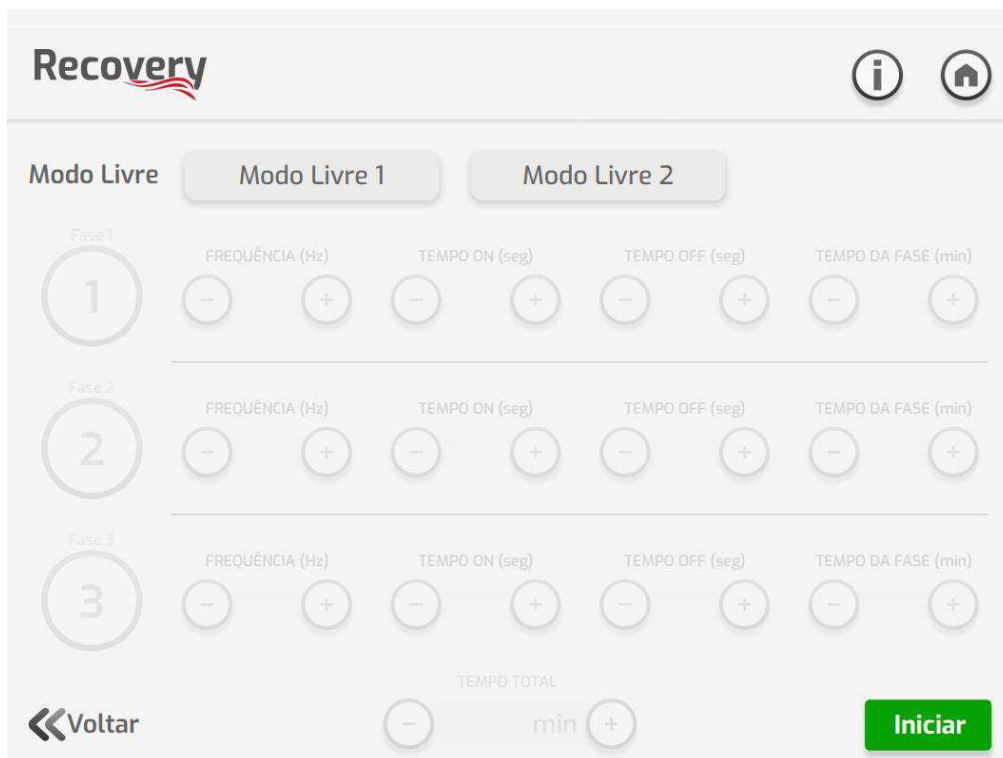 Recovery
i
Modo Livre Modo Livre 1 Modo Livre 2
Fase 1
1
FREQUÊNCIA (Hz) TEMPO ON (seg) TEMPO OFF (seg) TEMPO DA FASE (min)
- + - + - + - +
Fase 2
2
FREQUÊNCIA (Hz) TEMPO ON (seg) TEMPO OFF (seg) TEMPO DA FASE (min)
- + - + - + - +
Fase 3
3
FREQUÊNCIA (Hz) TEMPO ON (seg) TEMPO OFF (seg) TEMPO DA FASE (min)
- + - + - + - +
TEMPO TOTAL
Voltar - min + Iniciar